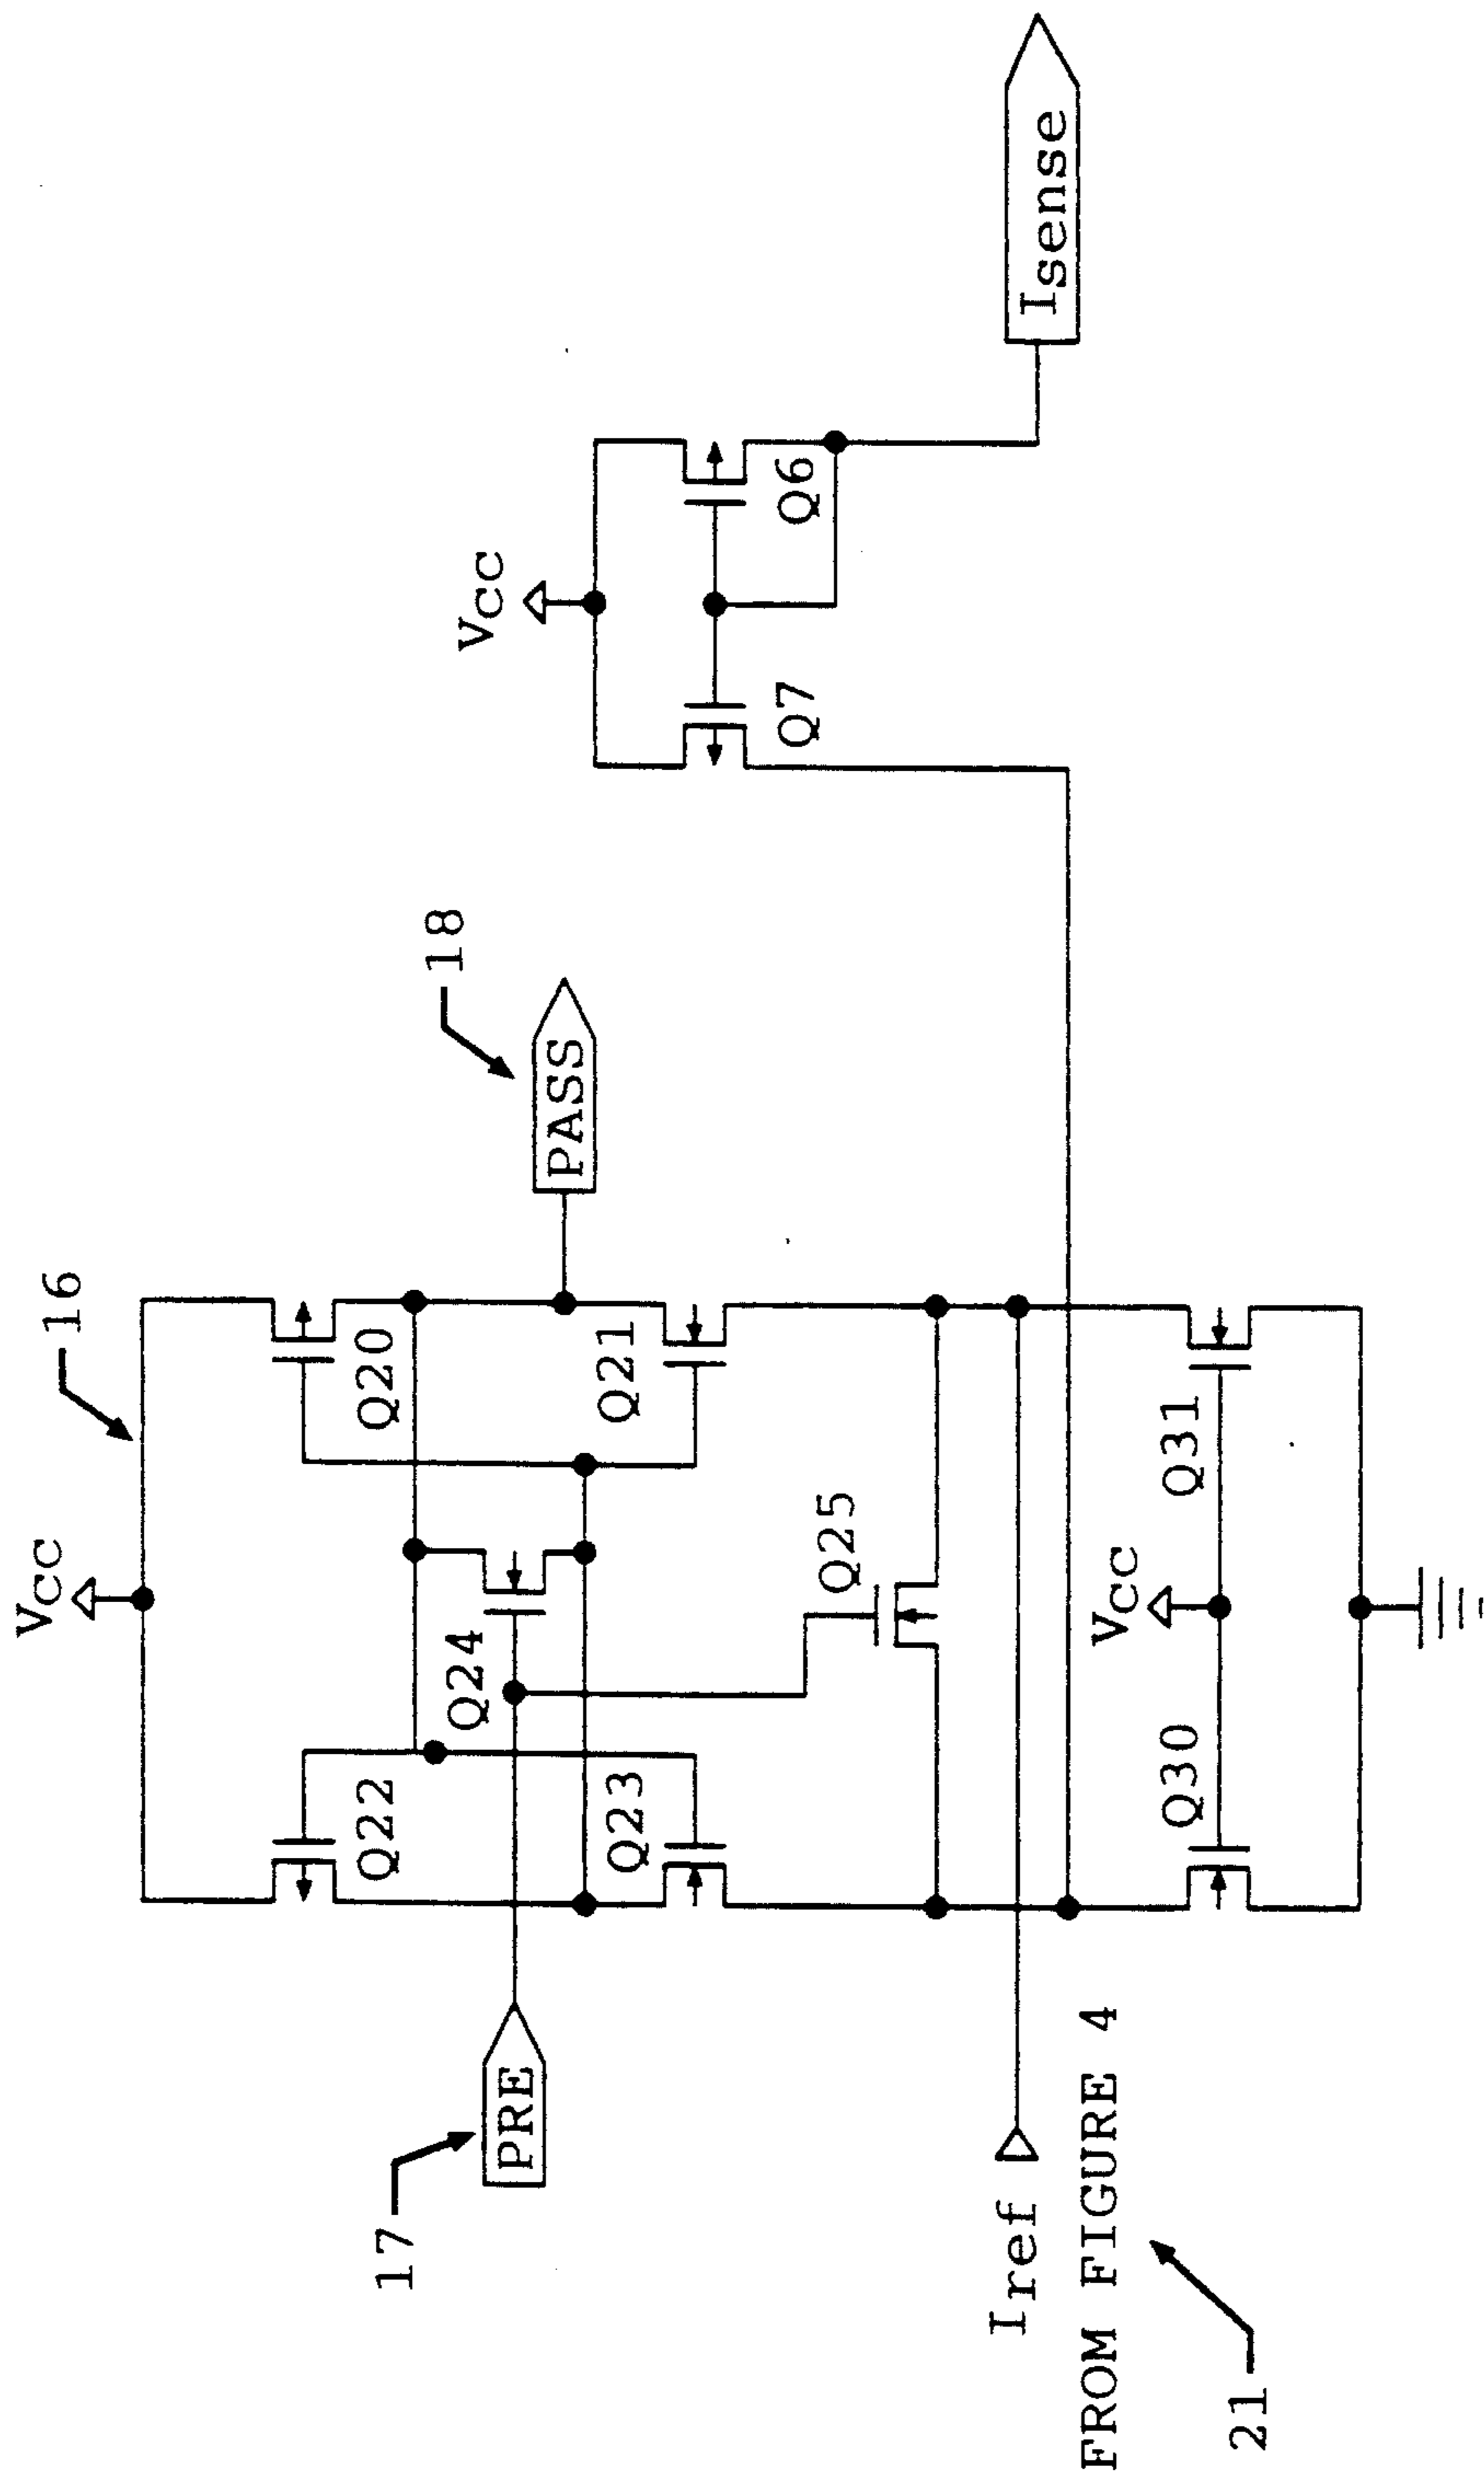 VCC
16
Q22
Q20
18
VCC
17
PRE
Q24
PASS
Q23
Q21
Q7
Q6
Q25
Iref
FROM FIGURE 4
VCC
Isense
21
Q30
Q31